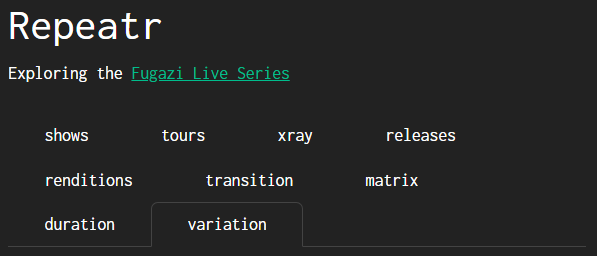 Repeatr
Exploring the Fugazi Live Series
shows tours xray releases
renditions transition matrix
duration variation